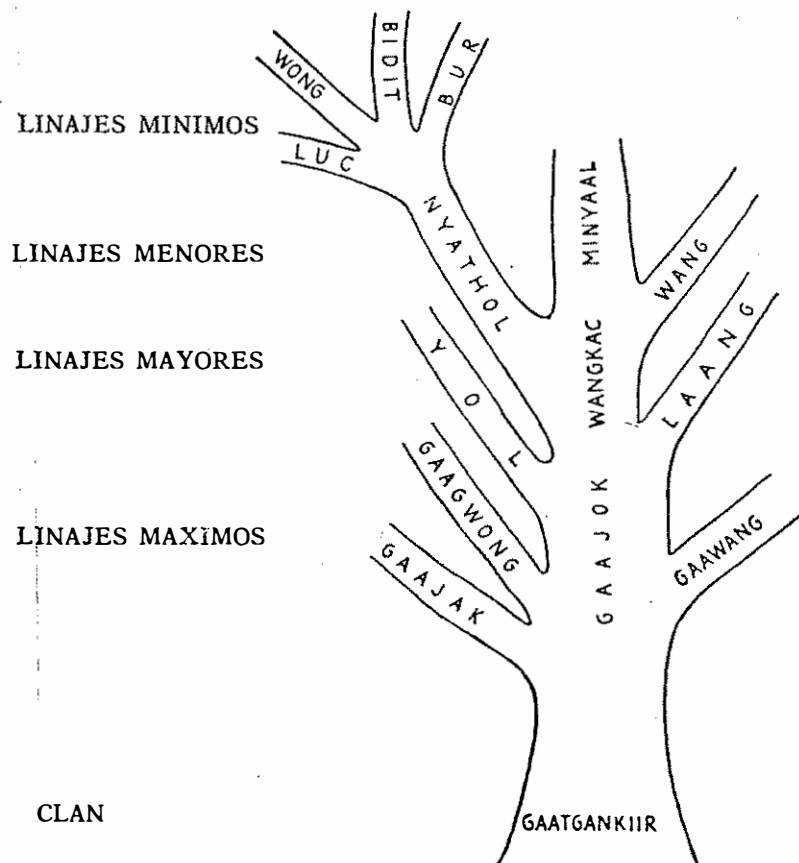 WONG
BIDIT
BUR
LINAJES MINIMOS
LUC
NYATHOL
MINYAAL
WANG
LINAJES MENORES
LINAJES MAYORES
YOL
WANGKAC
LAANG
GAAGWONG
GAAJOK
LINAJES MAXIMOS
GAAJAK
GAAWANG
CLAN
GAATGANKIIR